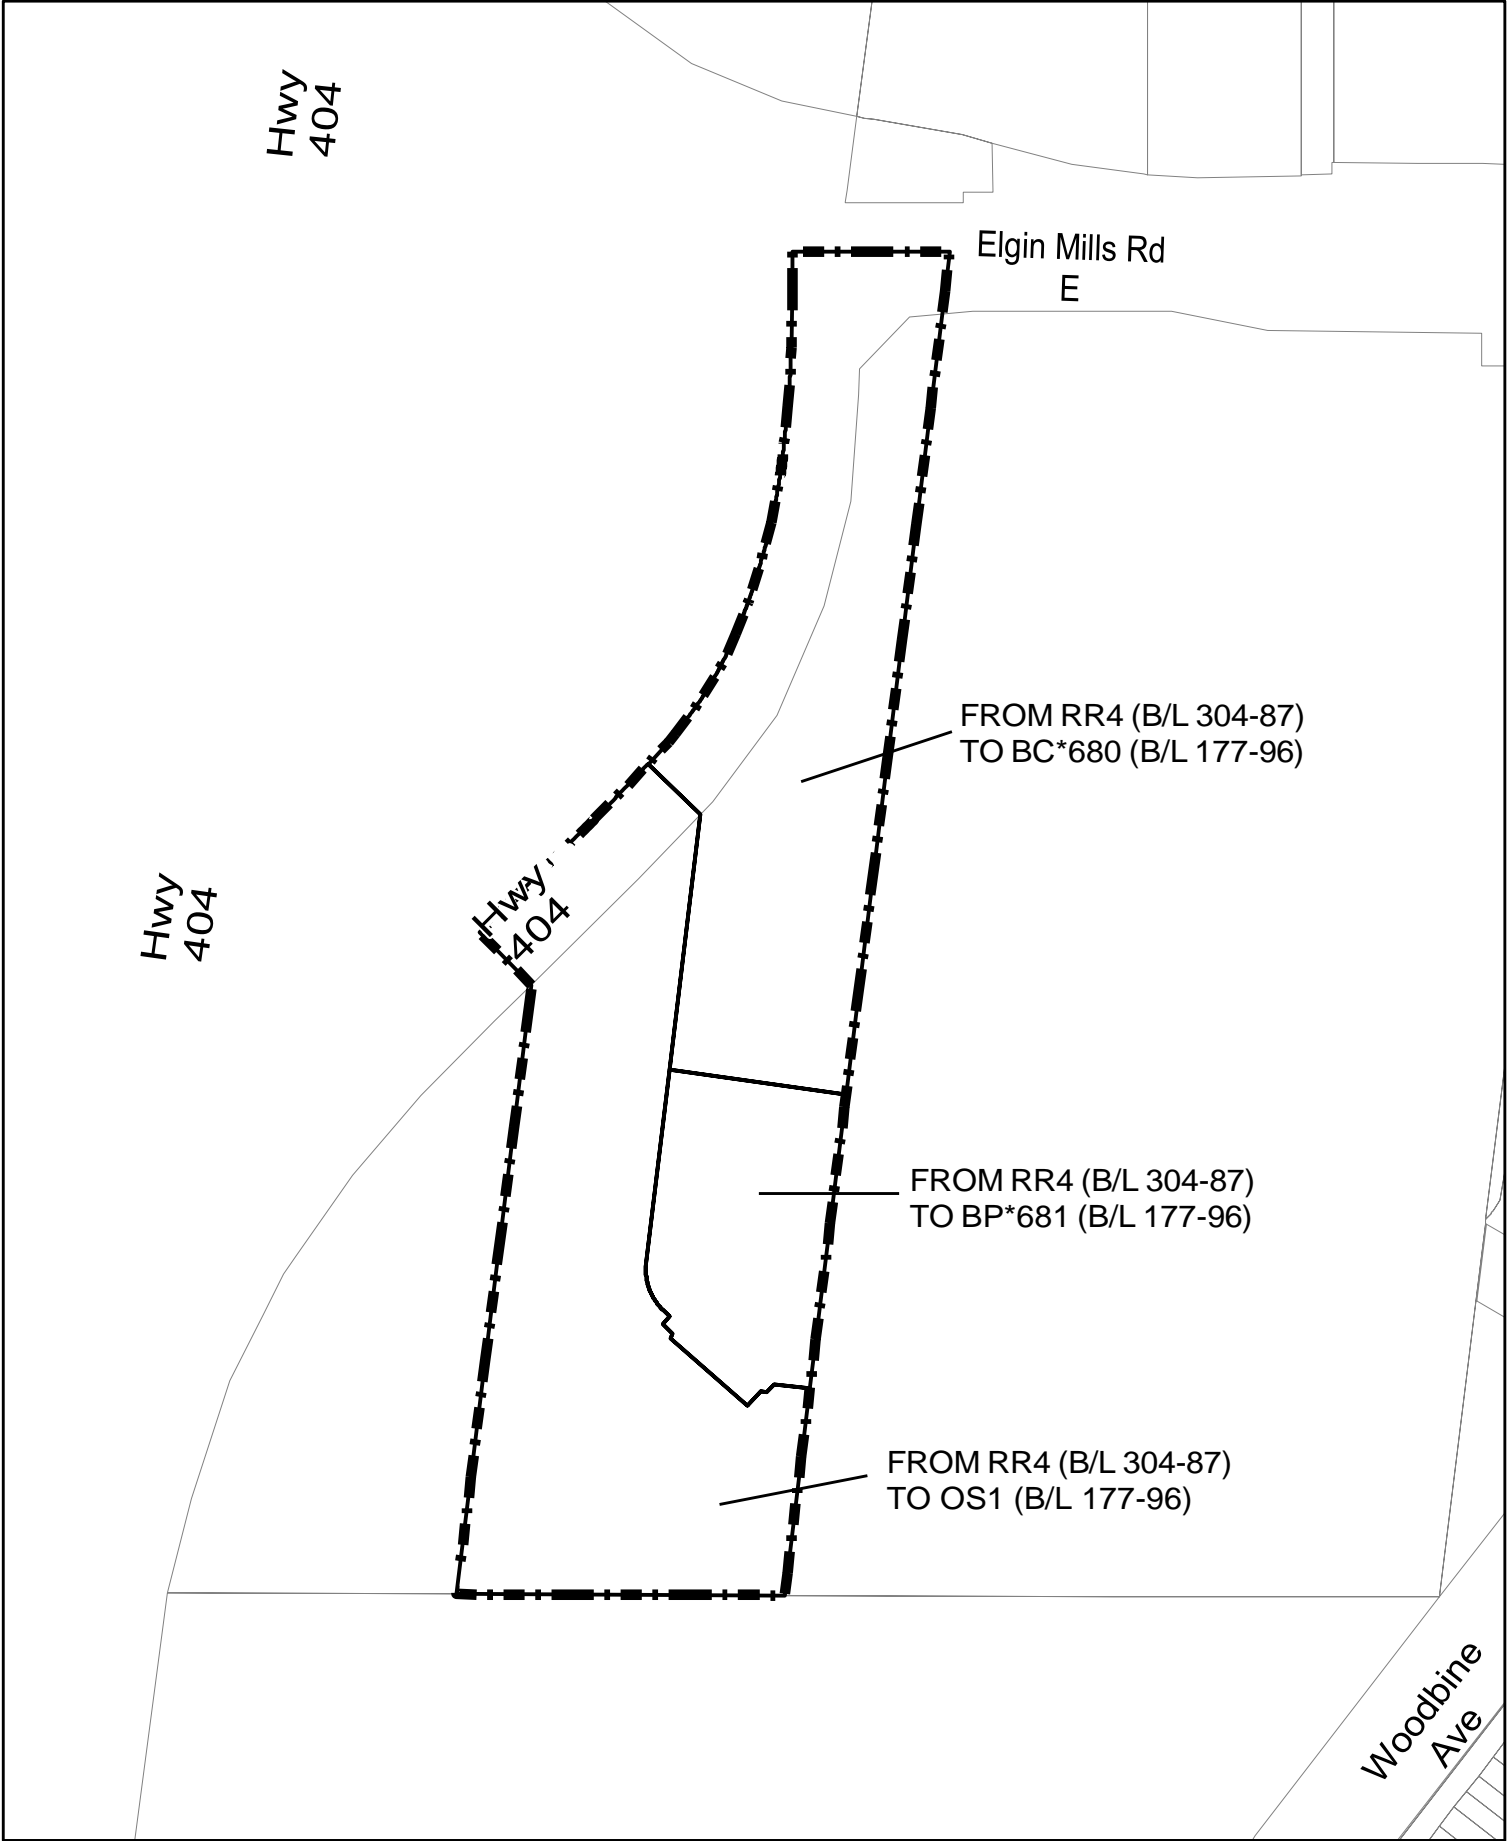 Hwy
404
Elgin Mills Rd
E
FROM RR4 (B/L 304-87)
TO BC*680 (B/L 177-96)
Hwy
404
Hwy
404
FROM RR4 (B/L 304-87)
TO BP*681 (B/L 177-96)
FROM RR4 (B/L 304-87)
TO OS1 (B/L 177-96)
Woodbine
Ave